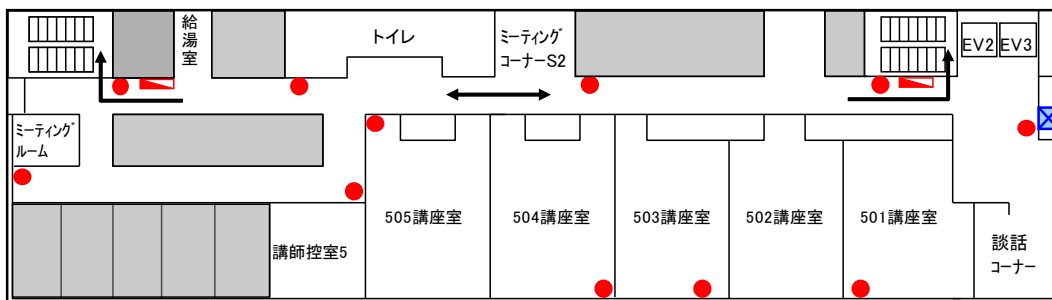 給
湯
室
トイレ
ミーティング
コーナーS2
EV2
EV3
ミーティング
ルーム
505講座室
504講座室
503講座室
502講座室
501講座室
講師控室5
談話
コーナー